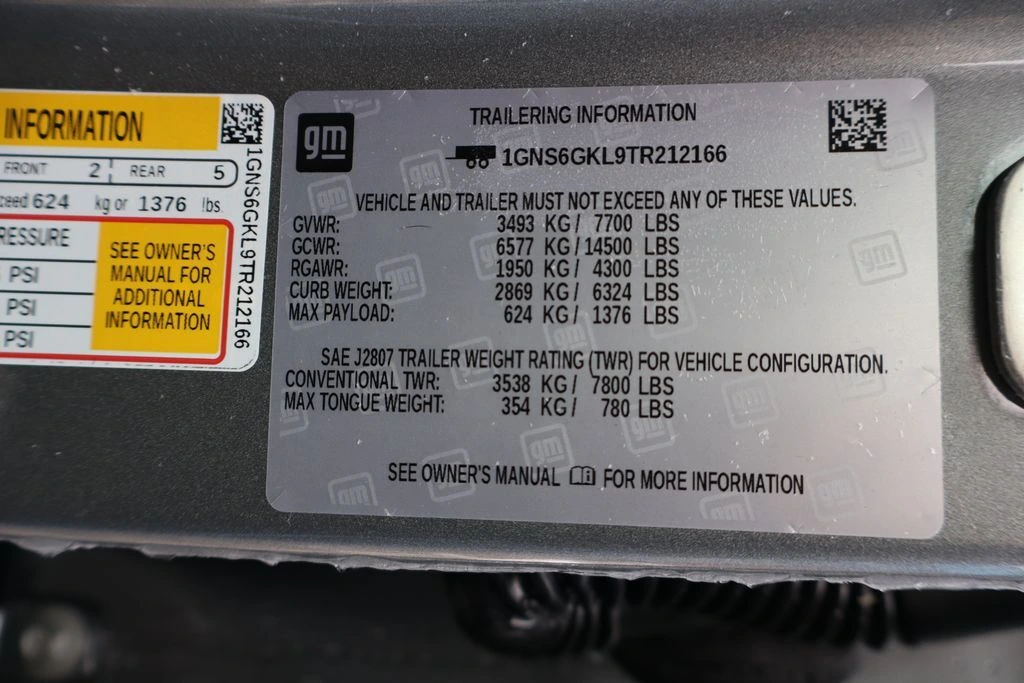 INFORMATION
FRONT 2 REAR 5
ceed 624 kg or 1376 lbs
RESSURE
PSI
PSI
PSI
SEE OWNER'S
MANUAL FOR
ADDITIONAL
INFORMATION
1GNS6GKL9TR212166
gm
TRAILERING INFORMATION
1GNS6GKL9TR212166
VEHICLE AND TRAILER MUST NOT EXCEED ANY OF THESE VALUES.
GVWR: 3493 KG/ 7700 LBS
GCWR: 6577 KG/ 14500 LBS
RGAWR: 1950 KG/ 4300 LBS
CURB WEIGHT: 2869 KG/ 6324 LBS
MAX PAYLOAD: 624 KG/ 1376 LBS
SAE J2807 TRAILER WEIGHT RATING (TWR) FOR VEHICLE CONFIGURATION.
CONVENTIONAL TWR: 3538 KG/ 7800 LBS
MAX TONGUE WEIGHT: 354 KG/ 780 LBS
SEE OWNER'S MANUAL FOR MORE INFORMATION